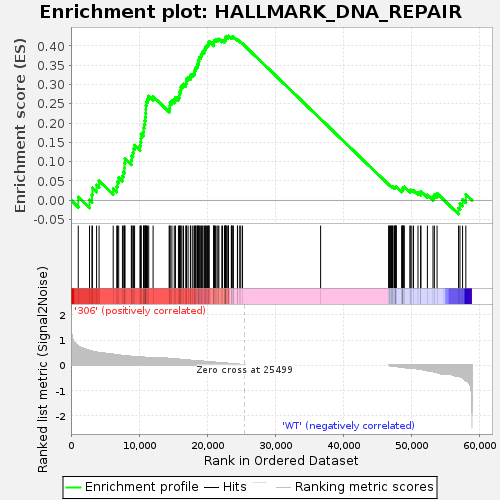 Enrichment plot: HALLMARK_DNA_REPAIR
Enrichment score (ES)
0.40
0.35
0.30
0.25
0.20
0.15
0.10
0.05
0.00
-0.05
'306' (positively correlated)
Ranked list metric (Signal2Noise)
2
1
0
-1
-2
Zero cross at 25499
'WT' (negatively correlated)
0
10,000
20,000
30,000
40,000
50,000
60,000
Rank in Ordered Dataset
Enrichment profile
Hits
Ranking metric scores